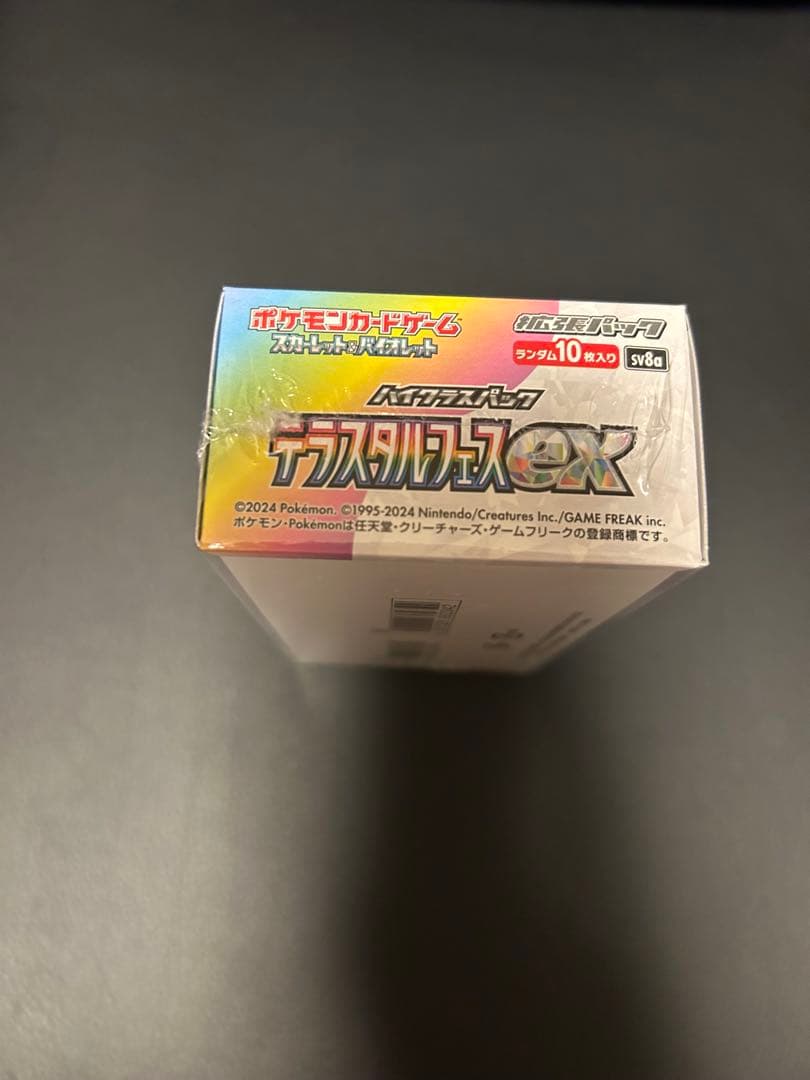 ポケモンカードゲーム
スカーレット&バイオレット
拡張パック
ランダム10枚入り
sv8a
ハイクラスパック
テラスタルフェスex
©2024 Pokémon. ©1995-2024 Nintendo/Creatures Inc./GAME FREAK inc.
ポケモン・Pokémonは任天堂・クリーチャーズ・ゲームフリークの登録商標です。